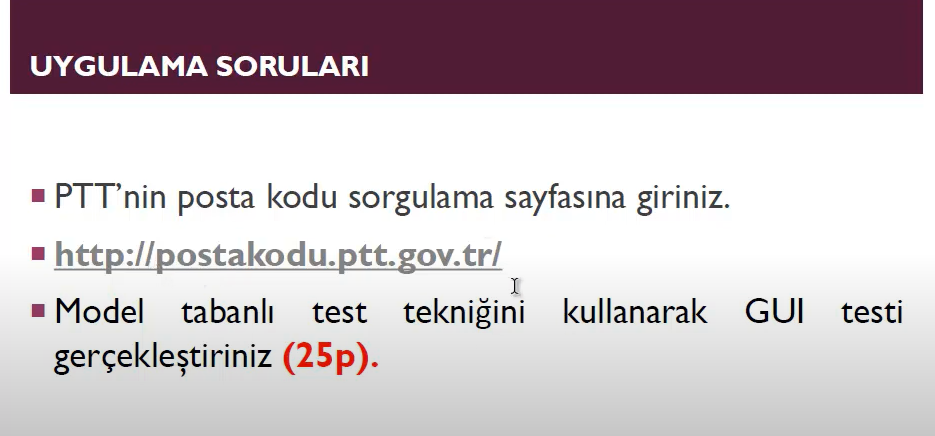 UYGULAMA SORULARI
PTT’nin posta kodu sorgulama sayfasına giriniz.
http://postakodu.ptt.gov.tr/
Model tabanlı test tekniğini kullanarak GUI testi
gerçekleştiriniz (25p).